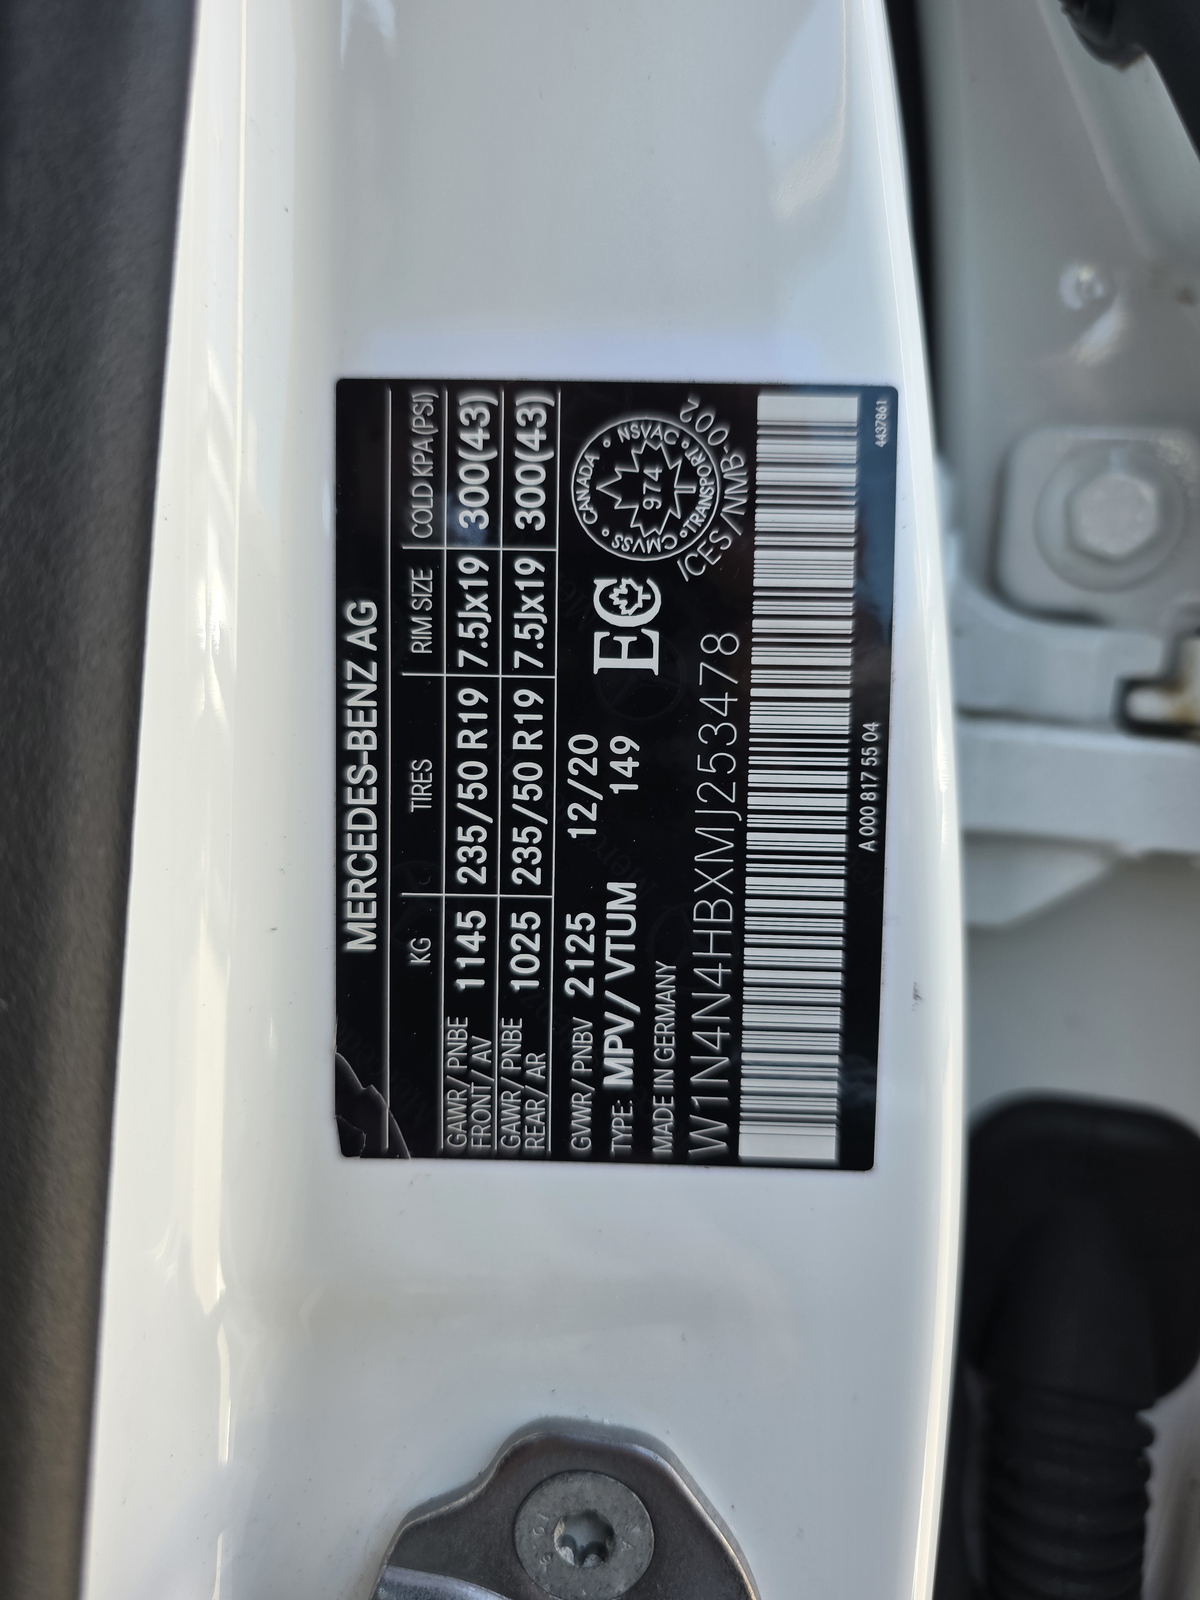 MERCEDES-BENZ AG
KG TIRES RIM SIZE COLD KPA (PSI)
GAWR/PNBE FRONT/AV 1145 235/50 R19 7.5Jx19 300(43)
GAWR/PNBE REAR/AR 1025 235/50 R19 7.5Jx19 300(43)
GVWR/PNBV 2125 12/20
TYPE: MPV/VTUM 149
EC
MADE IN GERMANY
CMVSS • CANADA • NSVAC • TRANSPORT •
974
W1N4N4HBXMJ253478
A 000 817 55 04
4437861